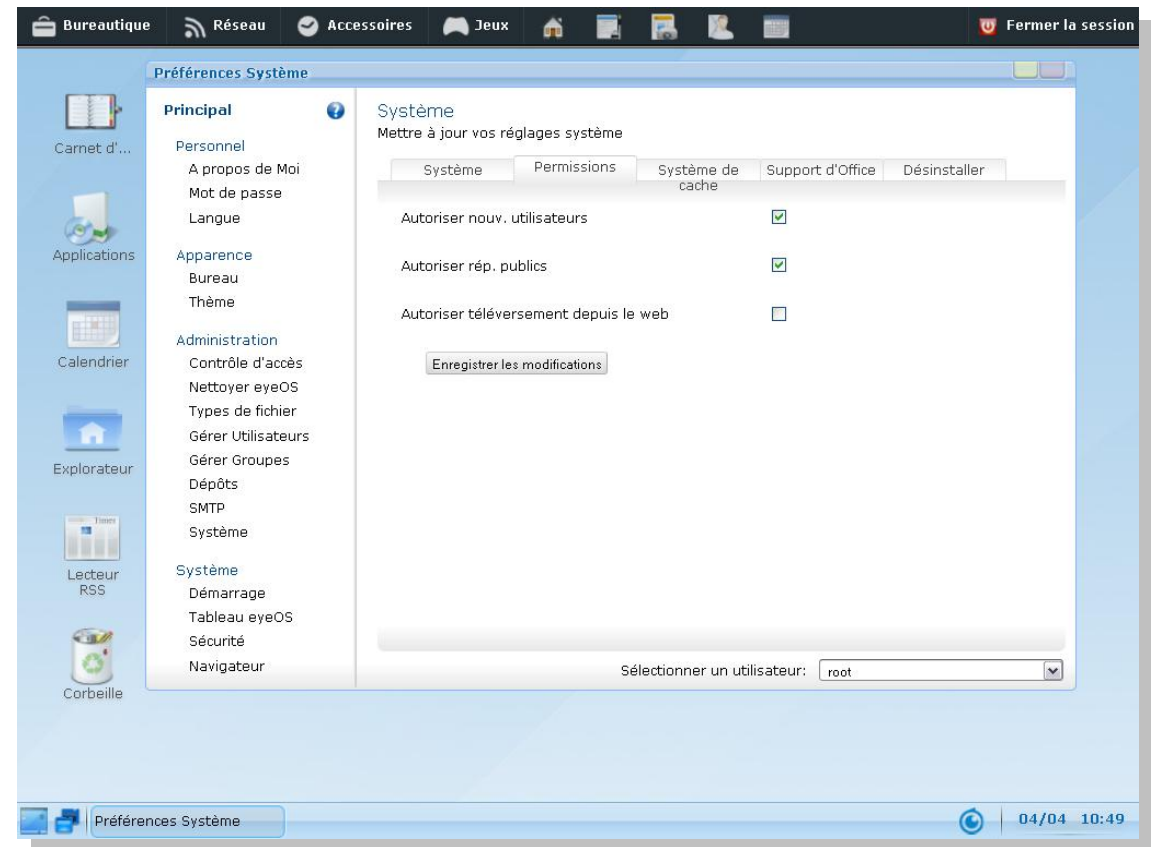 Bureautique Réseau Accessoires Jeux Fermer la session
Préférences Système
Carnet d'...
Applications
Calendrier
Explorateur
Times
Lecteur
RSS
Corbeille
Principal
Personnel
A propos de Moi
Mot de passe
Langue
Apparence
Bureau
Thème
Administration
Contrôle d'accès
Nettoyer eyeOS
Types de fichier
Gérer Utilisateurs
Gérer Groupes
Dépôts
SMTP
Système
Système
Démarrage
Tableau eyeOS
Sécurité
Navigateur
Système
Mettre à jour vos réglages système
Système Permissions Système de cache Support d'Office Désinstaller
Autoriser nouv. utilisateurs
Autoriser rép. publics
Autoriser téléversement depuis le web
Enregistrer les modifications
Sélectionner un utilisateur: root
Préférences Système 04/04 10:49